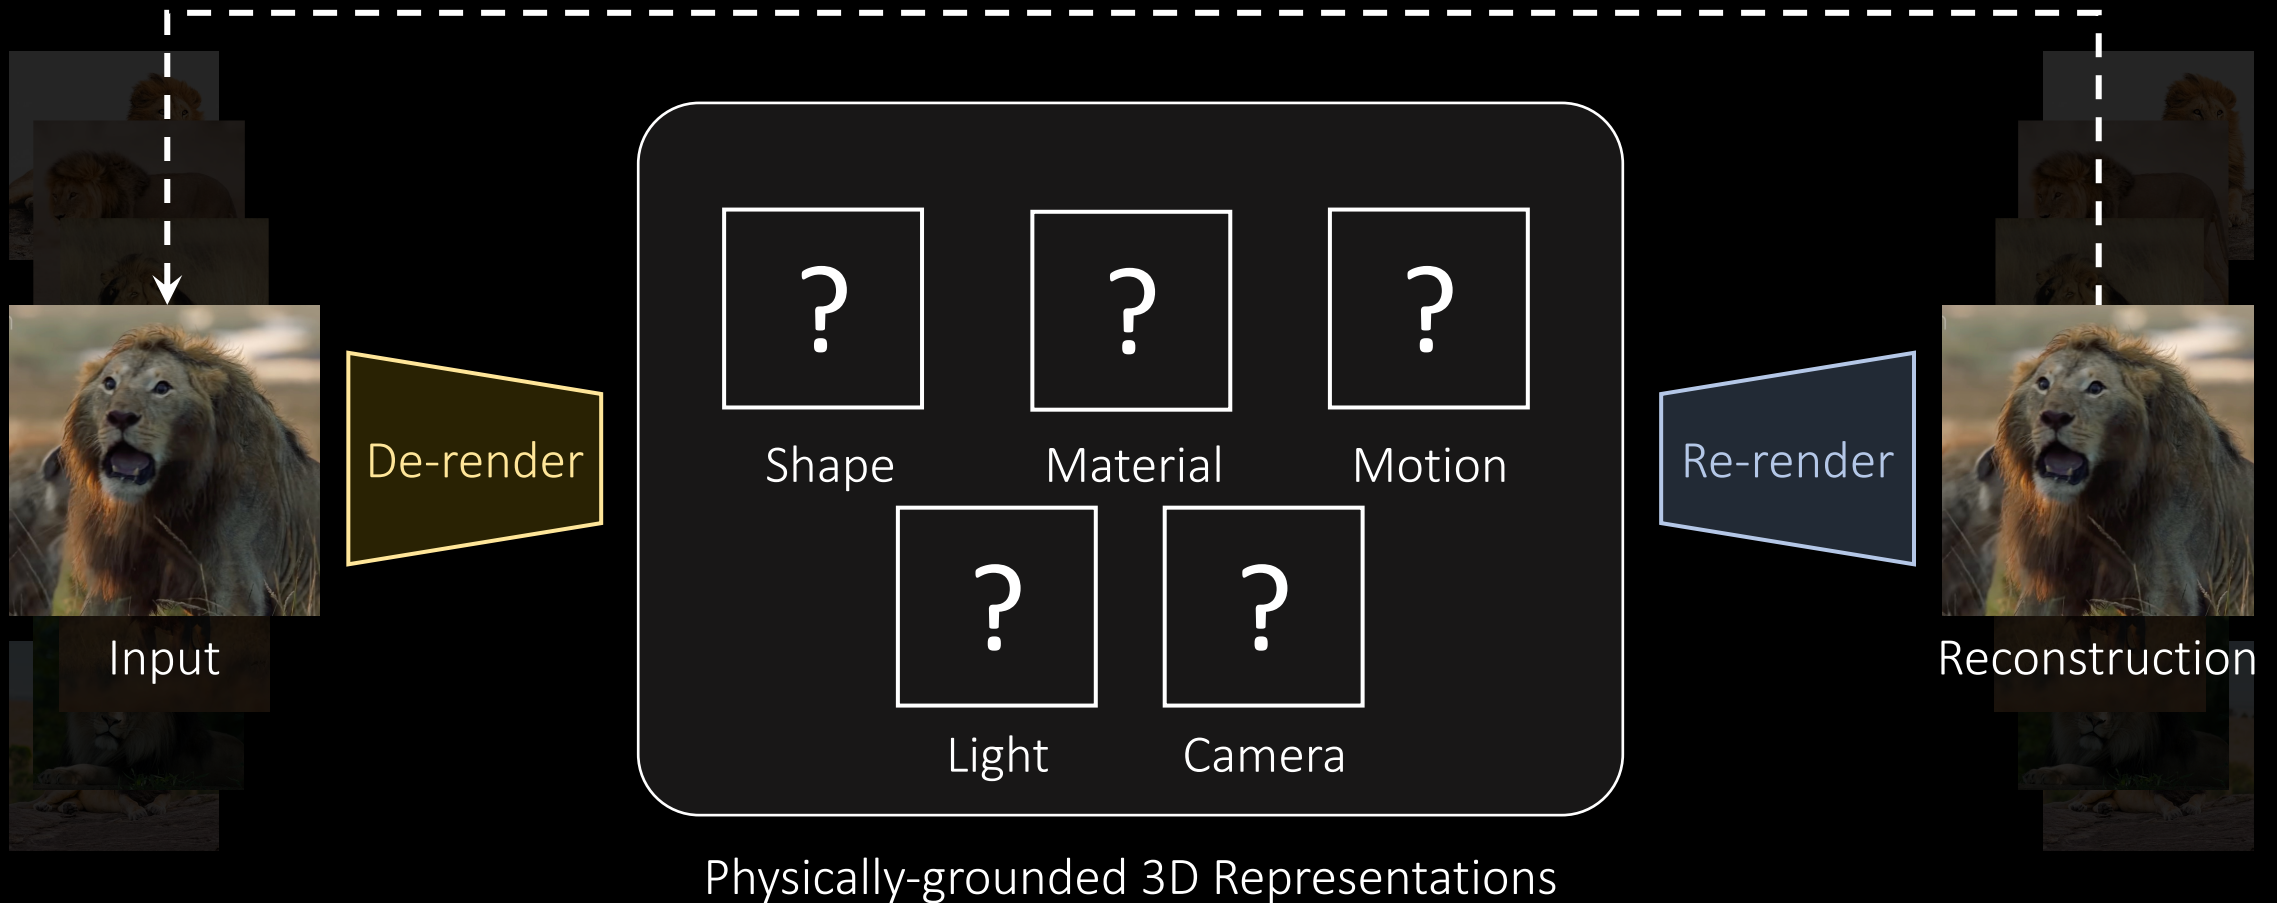 ?
?
?
De-render
Shape
Material
Motion
Re-render
?
?
Input
Reconstruction
Light
Camera
Physically-grounded 3D Representations